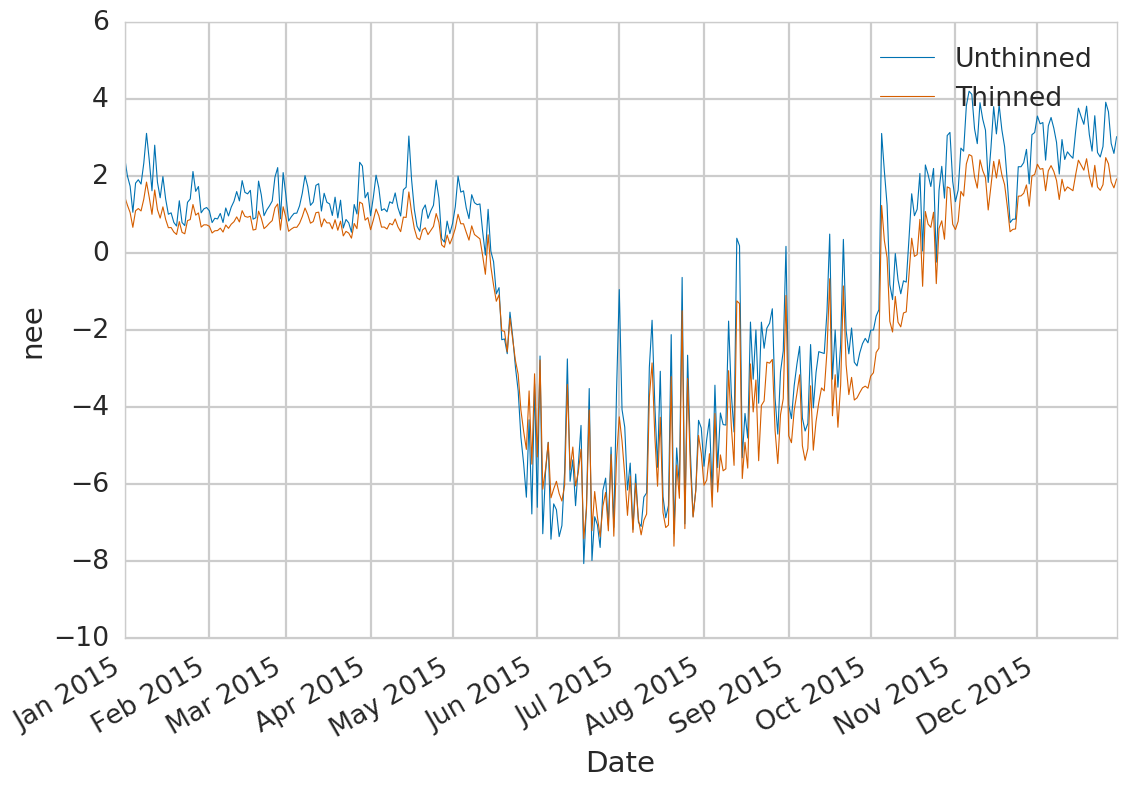 6
4
2
0
−2
−4
−6
−8
−10
nee
Unthinned
Thinned
Jan 2015
Feb 2015
Mar 2015
Apr 2015
May 2015
Jun 2015
Jul 2015
Aug 2015
Sep 2015
Oct 2015
Nov 2015
Dec 2015
Date